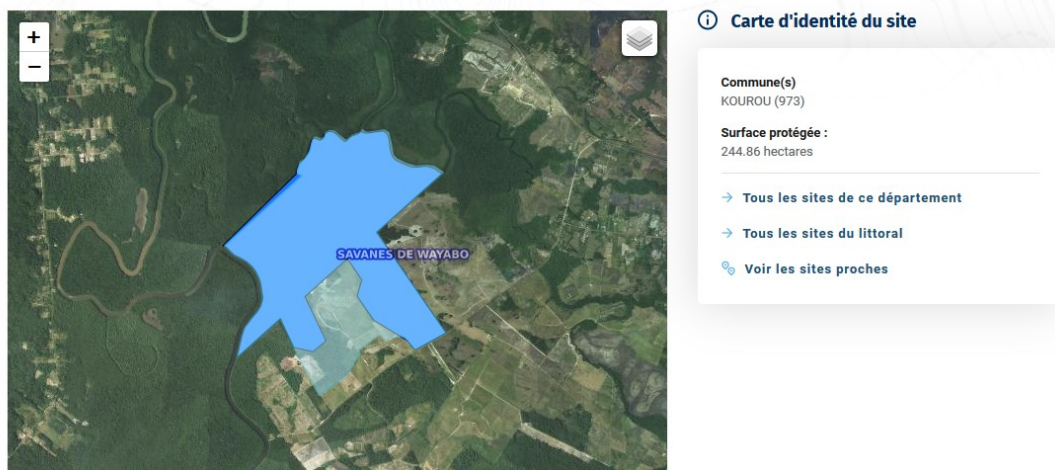 +
−
SAVANES DE WAYABO
Carte d'identité du site
Commune(s)
KOUROU (973)
Surface protégée :
244.86 hectares
→ Tous les sites de ce département
→ Tous les sites du littoral
Voir les sites proches